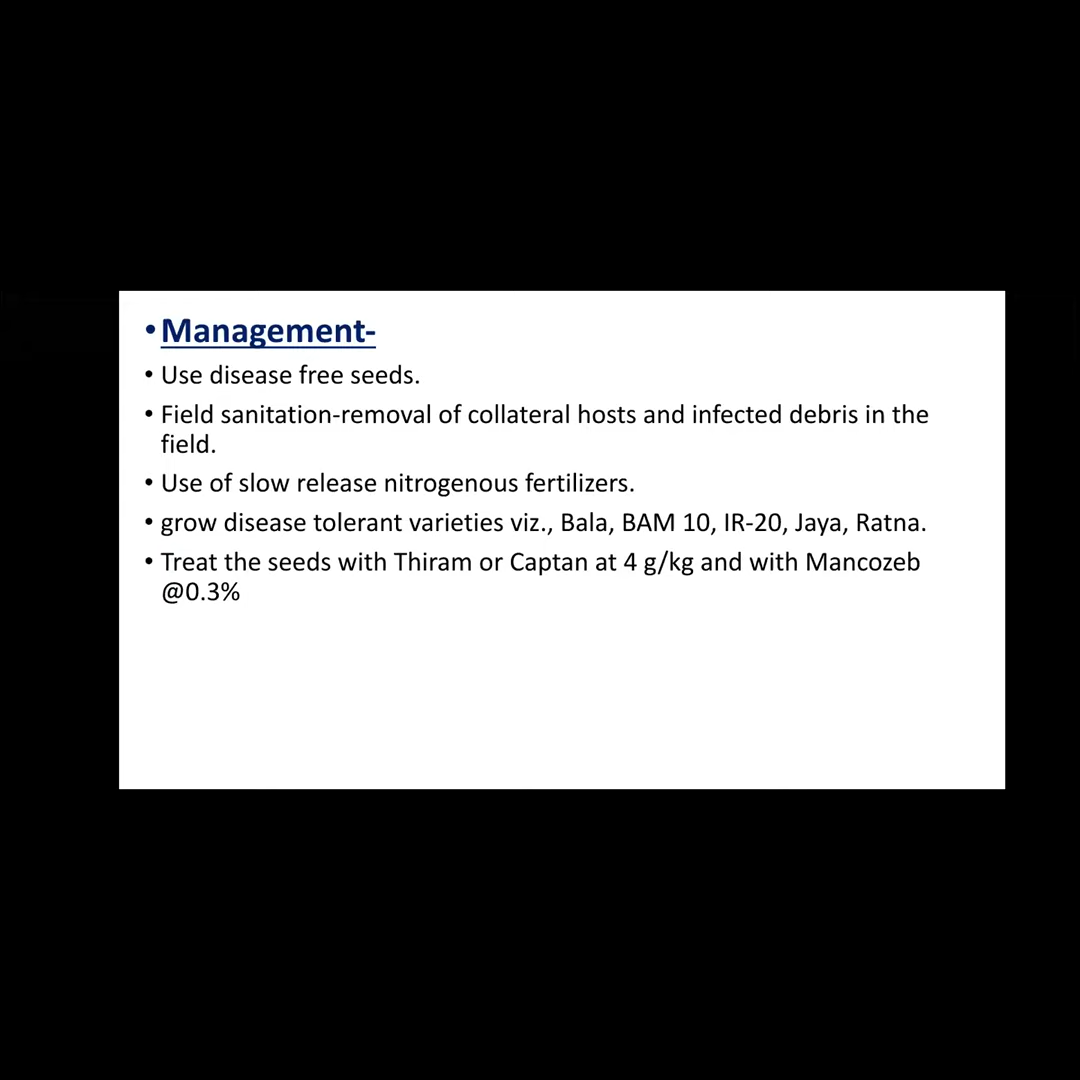 •Management-
• Use disease free seeds.
• Field sanitation-removal of collateral hosts and infected debris in the
field.
• Use of slow release nitrogenous fertilizers.
• grow disease tolerant varieties viz., Bala, BAM 10, IR-20, Jaya, Ratna.
• Treat the seeds with Thiram or Captan at 4 g/kg and with Mancozeb
@0.3%